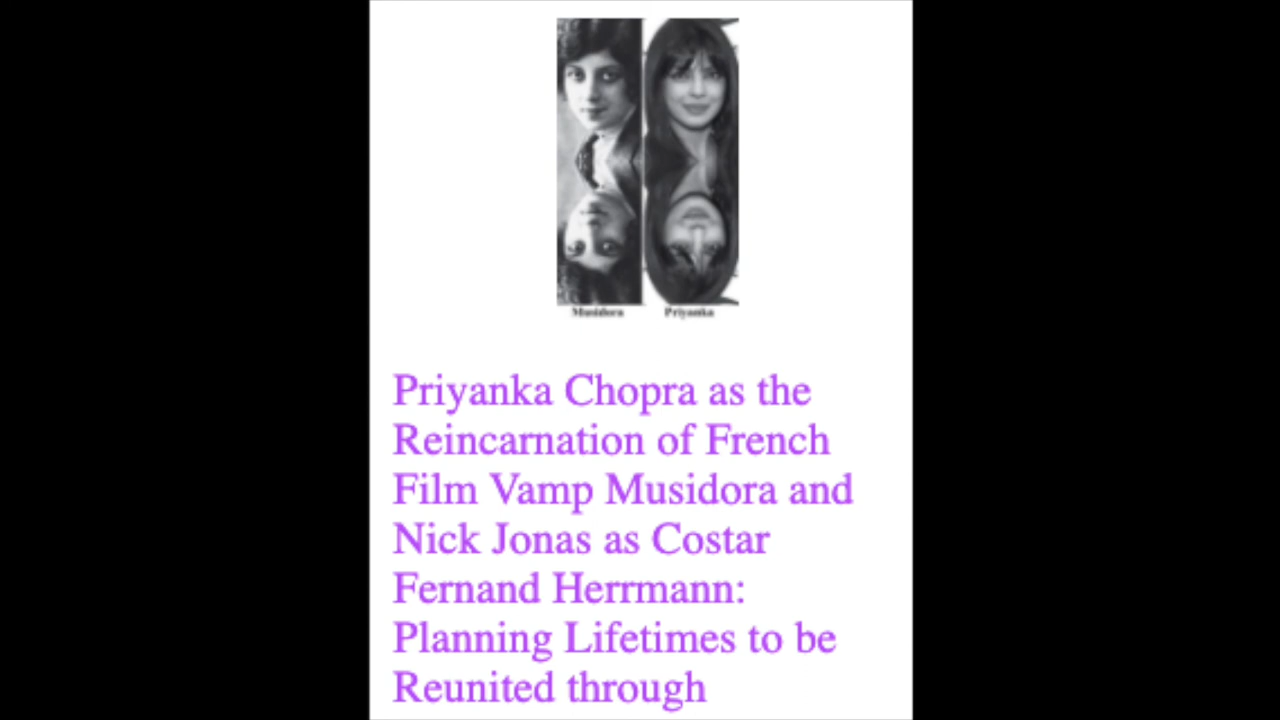 Musidora Priyanka
Priyanka Chopra as the
Reincarnation of French
Film Vamp Musidora and
Nick Jonas as Costar
Fernand Herrmann:
Planning Lifetimes to be
Reunited through